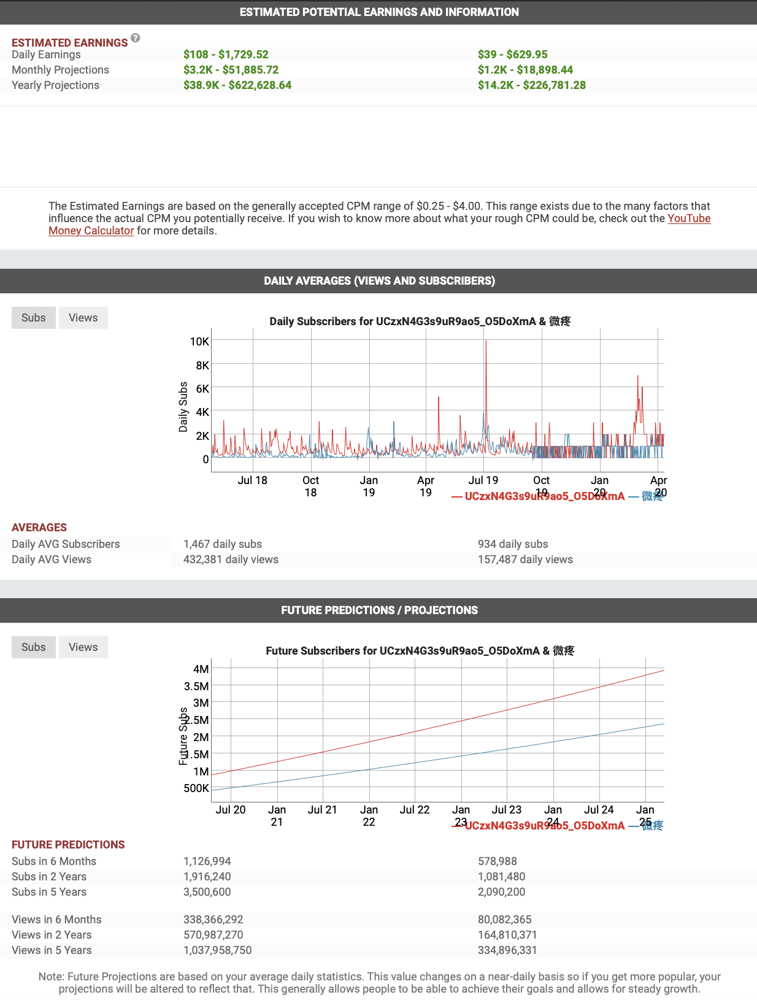 ESTIMATED POTENTIAL EARNINGS AND INFORMATION
ESTIMATED EARNINGS ?
Daily Earnings $108 - $1,729.52 $39 - $629.95
Monthly Projections $3.2K - $51,885.72 $1.2K - $18,898.44
Yearly Projections $38.9K - $622,628.64 $14.2K - $226,781.28
The Estimated Earnings are based on the generally accepted CPM range of $0.25 - $4.00. This range exists due to the many factors that
influence the actual CPM you potentially receive. If you wish to know more about what your rough CPM could be, check out the YouTube
Money Calculator for more details.
DAILY AVERAGES (VIEWS AND SUBSCRIBERS)
Subs Views
Daily Subscribers for UCzxN4G3s9uR9ao5_O5DoXmA & 微疼
Daily Subs
10K
8K
6K
4K
2K
0
Jul 18 Oct 18 Jan 19 Apr 19 Jul 19 Oct 19 Jan 20 Apr 20
UCzxN4G3s9uR9ao5_O5DoXmA 微疼
AVERAGES
Daily AVG Subscribers 1,467 daily subs 934 daily subs
Daily AVG Views 432,381 daily views 157,487 daily views
FUTURE PREDICTIONS / PROJECTIONS
Subs Views
Future Subscribers for UCzxN4G3s9uR9ao5_O5DoXmA & 微疼
Future Subs
4M
3.5M
3M
2.5M
2M
1.5M
1M
500K
Jul 20 Jan 21 Jul 21 Jan 22 Jul 22 Jan 23 Jul 23 Jan 24 Jul 24 Jan 25
UCzxN4G3s9uR9ao5_O5DoXmA 微疼
FUTURE PREDICTIONS
Subs in 6 Months 1,126,994 578,988
Subs in 2 Years 1,916,240 1,081,480
Subs in 5 Years 3,500,600 2,090,200
Views in 6 Months 338,366,292 80,082,365
Views in 2 Years 570,987,270 164,810,371
Views in 5 Years 1,037,958,750 334,896,331
Note: Future Projections are based on your average daily statistics. This value changes on a near-daily basis so if you get more popular, your
projections will be altered to reflect that. This generally allows people to be able to achieve their goals and allows for steady growth.